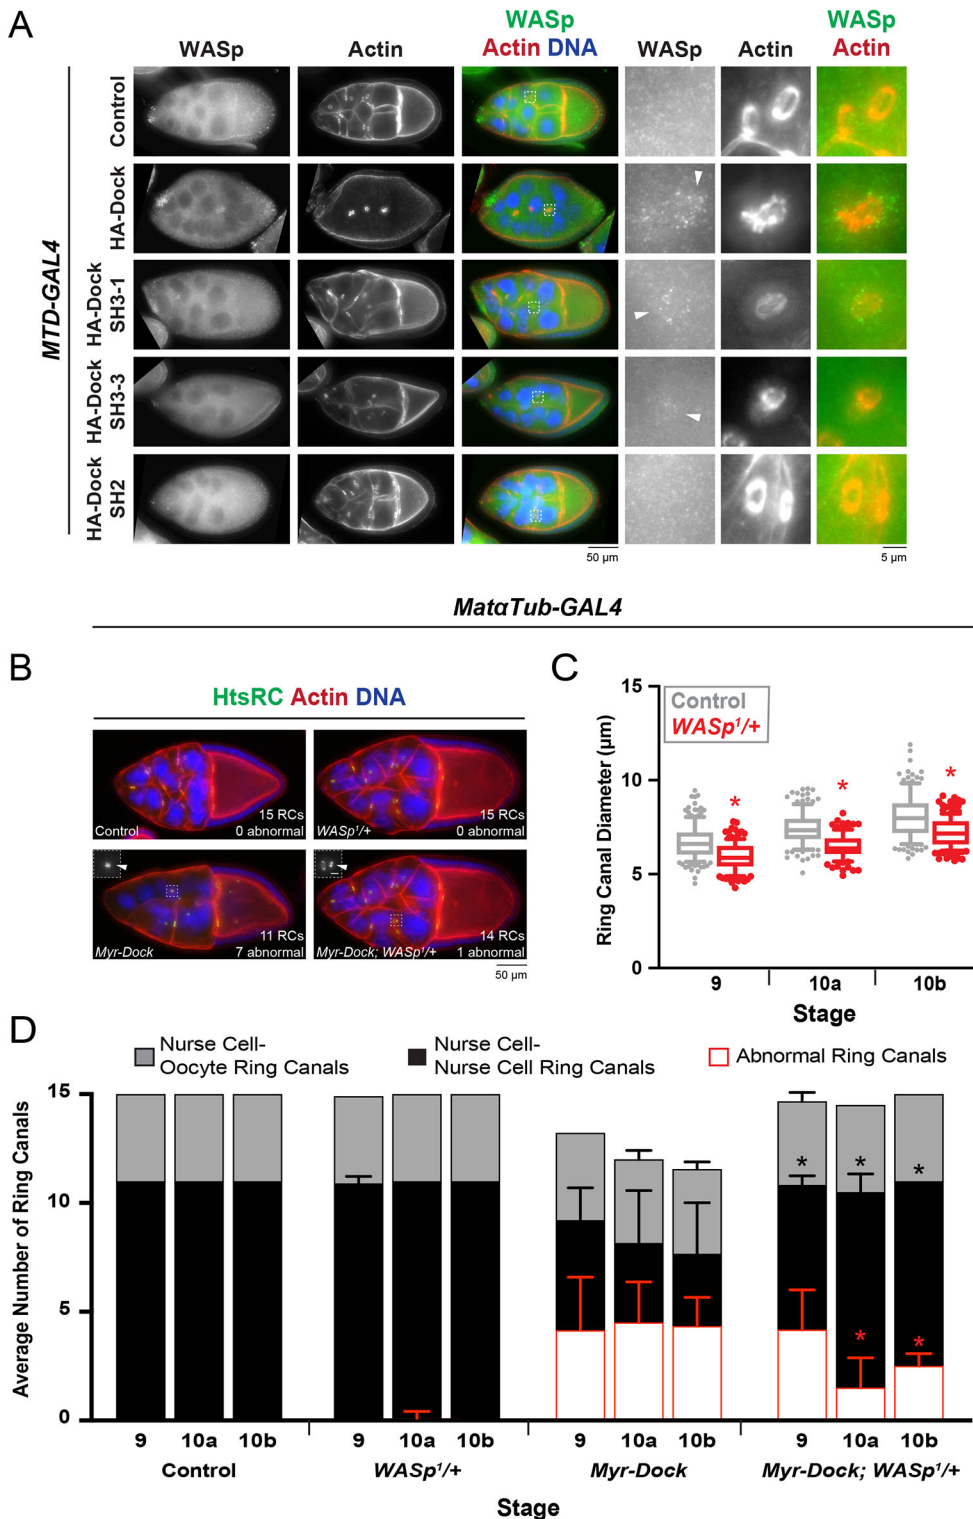 A
WASp
WASp Actin Actin DNA WASp Actin Actin
MTD-GAL4
Control
HA-Dock
HA-Dock
SH3-1
HA-Dock
SH3-3
HA-Dock
SH2
50 µm
5 µm
MatαTub-GAL4
B
HtsRC Actin DNA
15 RCs
Control 0 abnormal
15 RCs
WASp¹/+ 0 abnormal
11 RCs
Myr-Dock 7 abnormal
14 RCs
Myr-Dock; WASp¹/+ 1 abnormal
50 µm
C
Ring Canal Diameter (µm)
15
10
5
0
Control
WASp¹/+
* * *
9 10a 10b
Stage
D
Nurse Cell-
Oocyte Ring Canals
Nurse Cell-
Nurse Cell Ring Canals
Abnormal Ring Canals
Average Number of Ring Canals
15
10
5
0
* * *
* *
9 10a 10b 9 10a 10b 9 10a 10b 9 10a 10b
Control WASp¹/+ Myr-Dock Myr-Dock; WASp¹/+
Stage